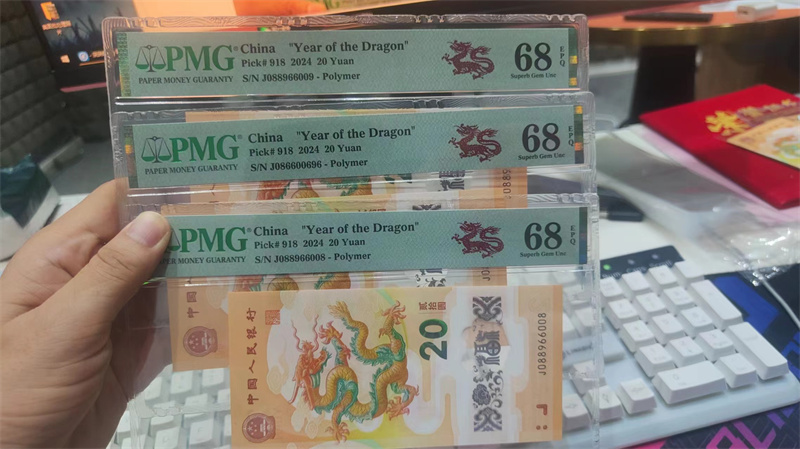 PMG
PAPER MONEY GUARANTY
China "Year of the Dragon"
Pick# 918 2024 20 Yuan
S/N J088966009 - Polymer
68
EPQ
Superb Gem Unc
PMG
PAPER MONEY GUARANTY
China "Year of the Dragon"
Pick# 918 2024 20 Yuan
S/N J086600696 - Polymer
68
EPQ
Superb Gem Unc
J089
PMG
MONEY GUARANTY
China "Year of the Dragon"
Pick# 918 2024 20 Yuan
S/N J088966008 - Polymer
68
EPQ
Superb Gem Unc
中国人民银行
20
贰拾圆
福
J088966008